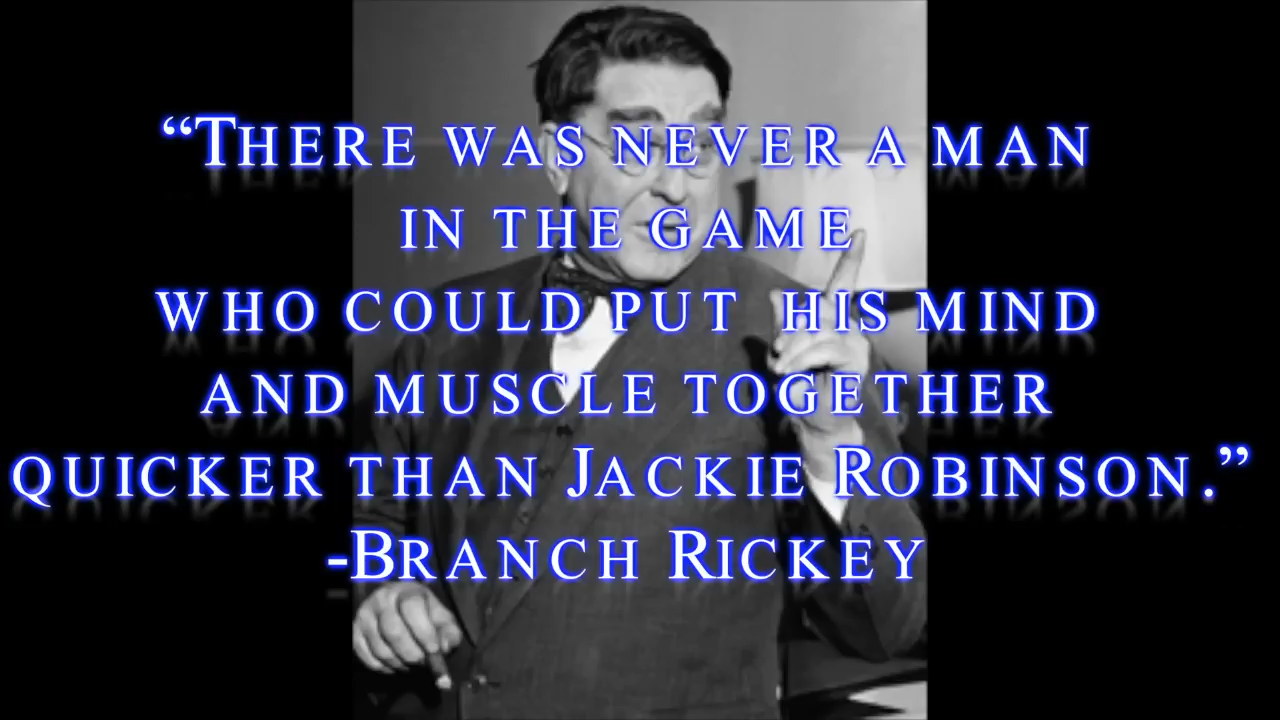 “There was never a man
in the game
who could put his mind
and muscle together
quicker than Jackie Robinson.”
-Branch Rickey